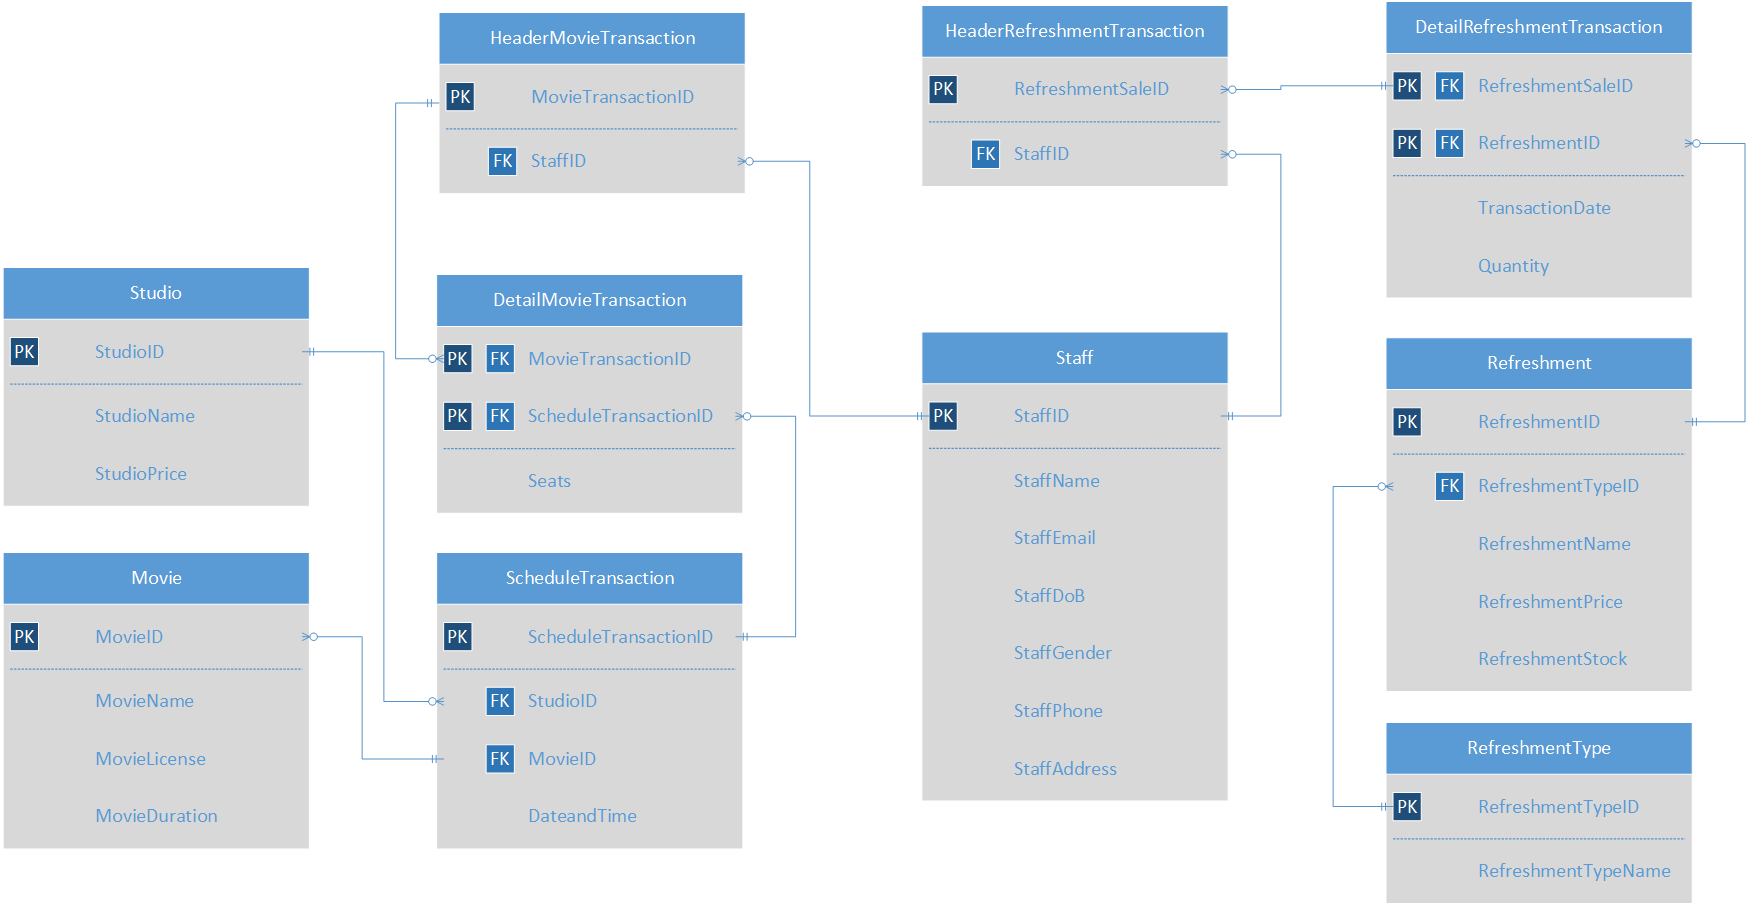 HeaderMovieTransaction
PK MovieTransactionID
FK StaffID
HeaderRefreshmentTransaction
PK RefreshmentSaleID
FK StaffID
DetailRefreshmentTransaction
PK FK RefreshmentSaleID
PK FK RefreshmentID
TransactionDate
Quantity
Studio
PK StudioID
StudioName
StudioPrice
DetailMovieTransaction
PK FK MovieTransactionID
PK FK ScheduleTransactionID
Seats
Staff
PK StaffID
StaffName
StaffEmail
StaffDoB
StaffGender
StaffPhone
StaffAddress
Refreshment
PK RefreshmentID
FK RefreshmentTypeID
RefreshmentName
RefreshmentPrice
RefreshmentStock
Movie
PK MovieID
MovieName
MovieLicense
MovieDuration
ScheduleTransaction
PK ScheduleTransactionID
FK StudioID
FK MovieID
DateandTime
RefreshmentType
PK RefreshmentTypeID
RefreshmentTypeName